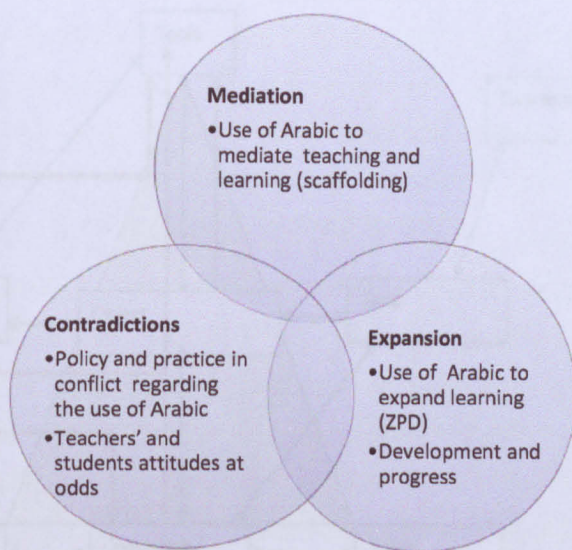 Mediation
•Use of Arabic to
mediate teaching and
learning (scaffolding)
Contradictions
•Policy and practice in
conflict regarding
the use of Arabic
•Teachers' and
students attitudes at
odds
Expansion
•Use of Arabic to
expand learning
(ZPD)
•Development and
progress